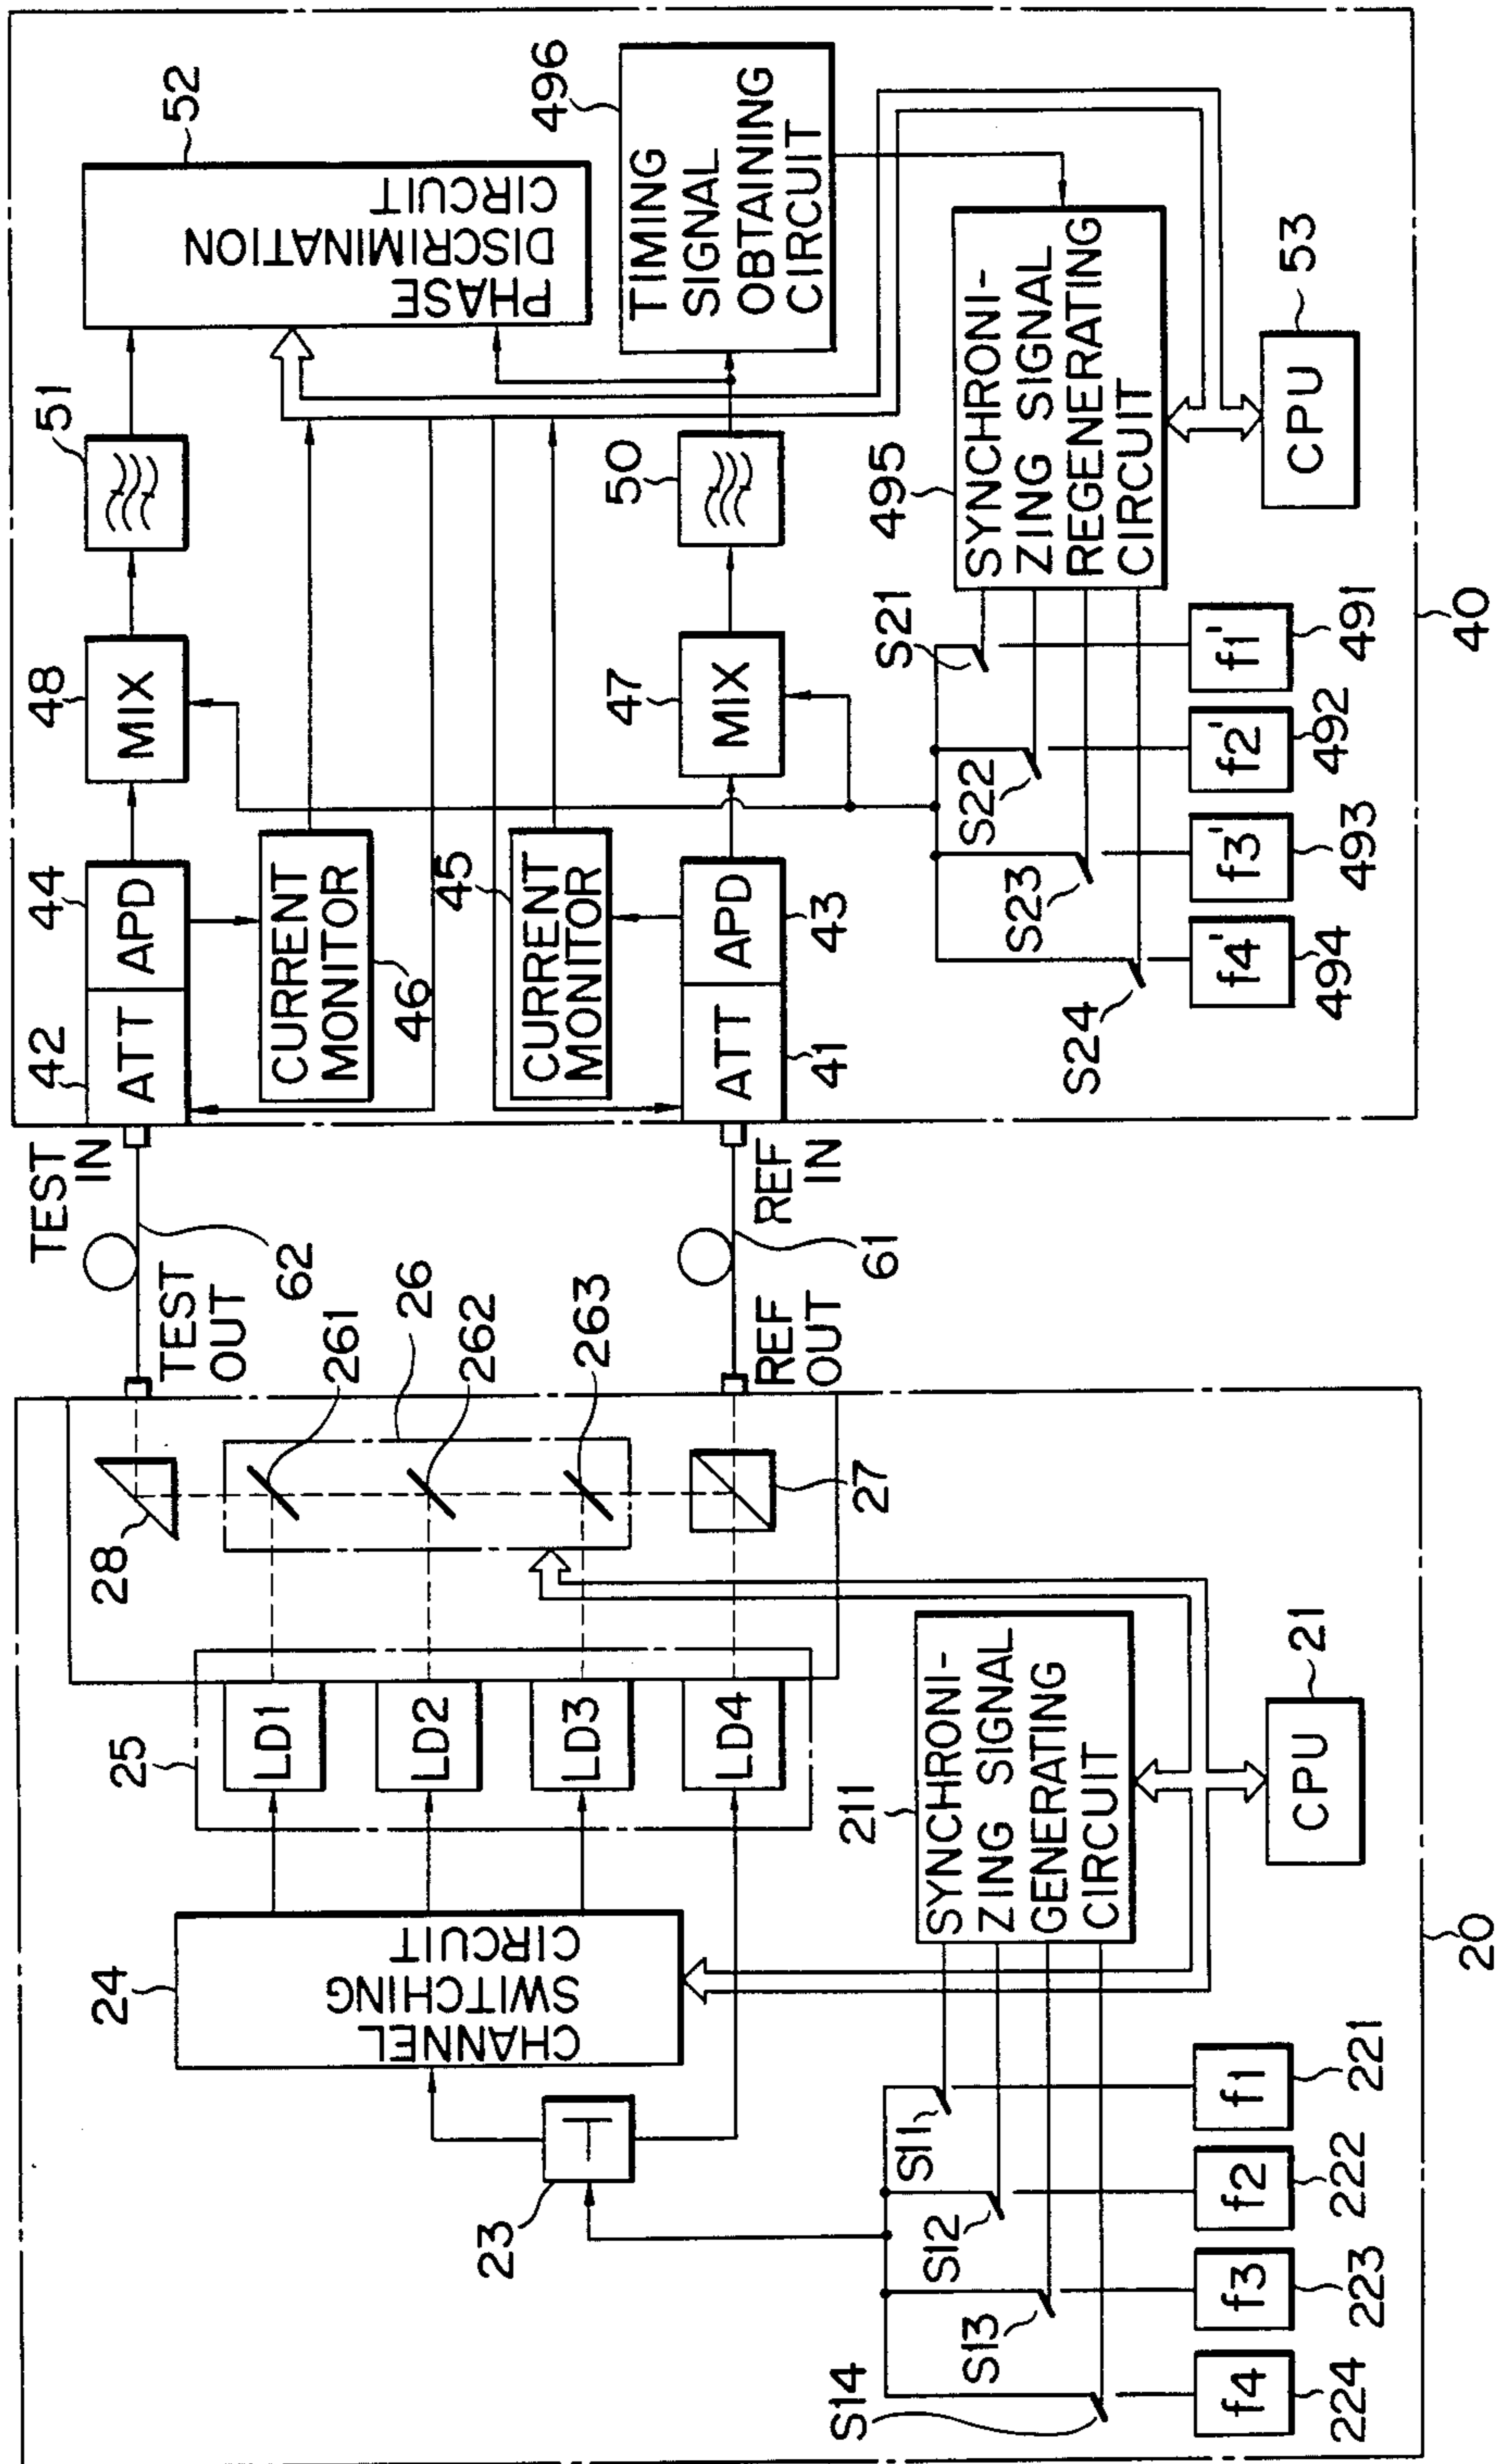 24
CHANNEL
SWITCHING
CIRCUIT
25
LD1
LD2
LD3
LD4
28
26
261
262
263
27
23
T
S11
S12
S13
S14
211
SYNCHRONI-
ZING SIGNAL
GENERATING
CIRCUIT
21
CPU
f1
221
f2
222
f3
223
f4
224
20
TEST
OUT
TEST
IN
62
REF
OUT
REF
IN
61
42
ATT
44
APD
48
MIX
51
52
PHASE
DISCRIMINATION
CIRCUIT
CURRENT
MONITOR
46
45
CURRENT
MONITOR
ATT
41
APD
43
47
MIX
50
496
TIMING
SIGNAL
OBTAINING
CIRCUIT
495
SYNCHRONI-
ZING SIGNAL
REGENERATING
CIRCUIT
53
CPU
S21
S22
S23
S24
f1'
491
f2'
492
f3'
493
f4'
494
40